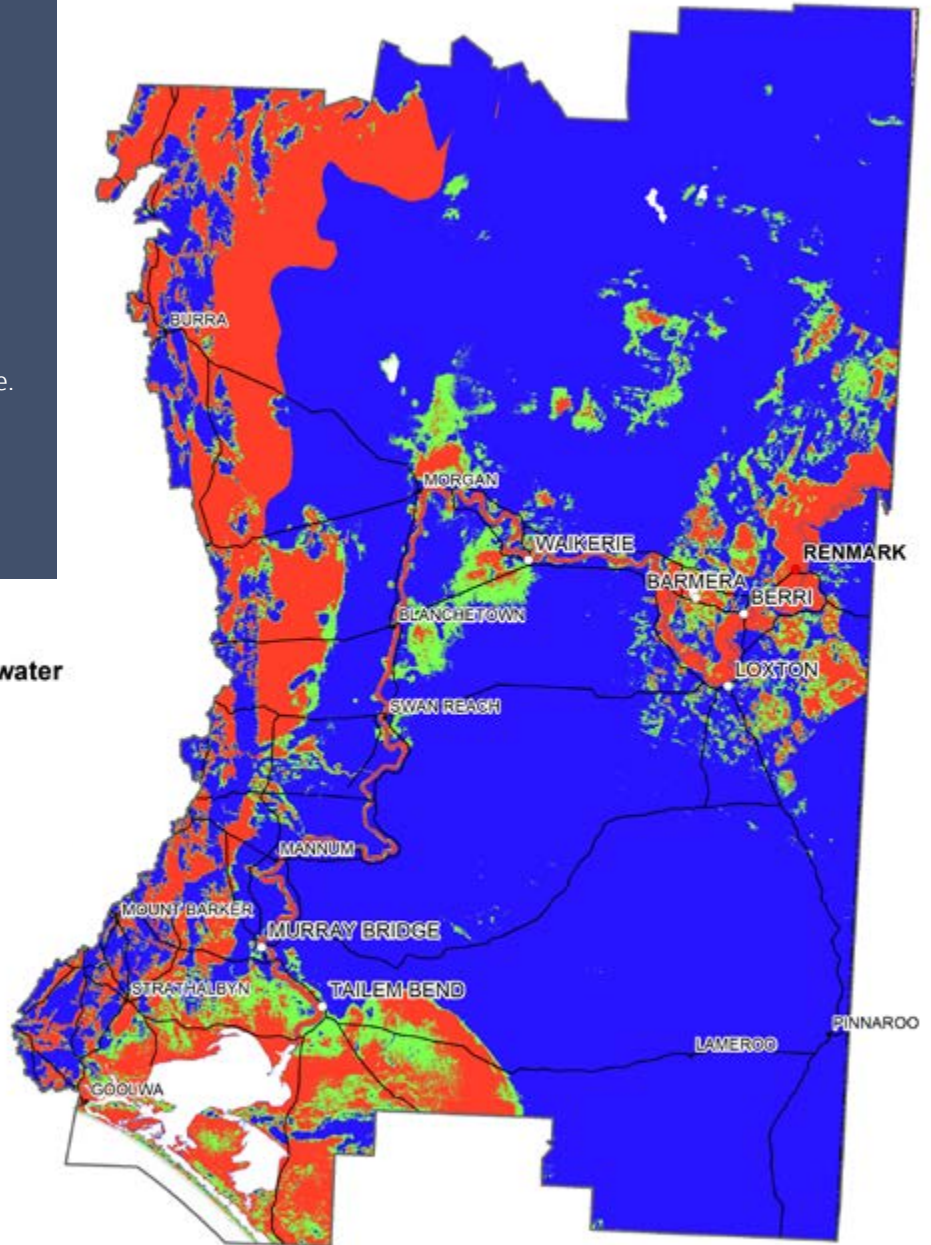 e.
water
BURRA
MORGAN
WAIKERIE
RENMARK
BARMERA
BERRI
BLANCHETOWN
LOXTON
SWAN REACH
MANNUM
MOUNT BARKER
MURRAY BRIDGE
STRATHALBYN
TAILEM BEND
PINNAROO
LAMEROO
GOOLWA